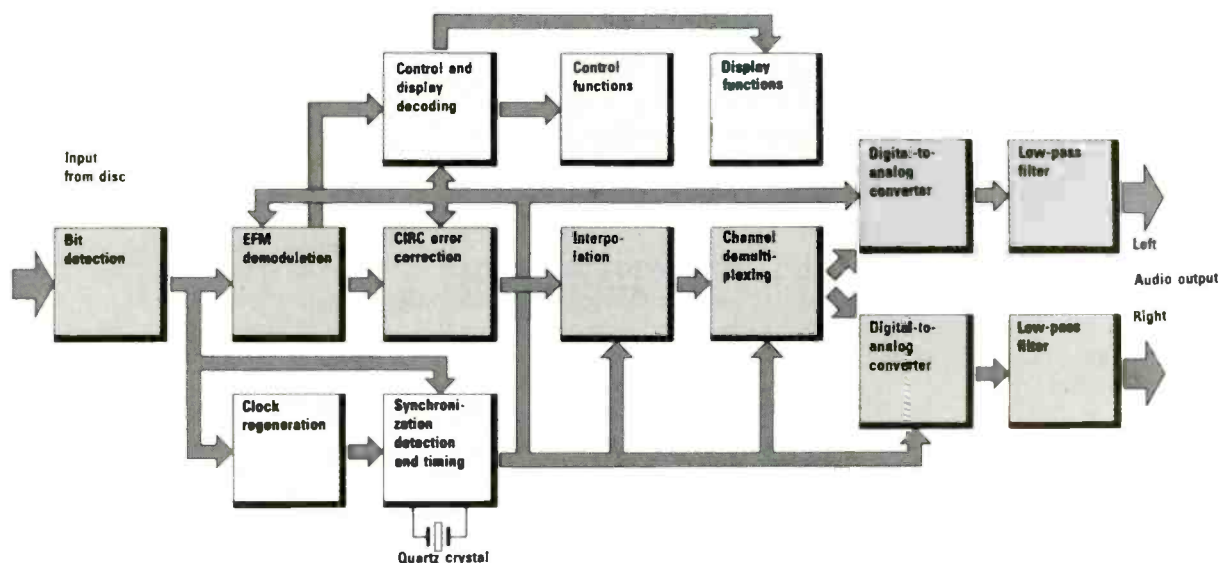 Control and
display
decoding
Control
functions
Display
functions
Input
from disc
Digital-to-
analog
converter
Low-pass
filter
Bit
detection
EFM
demodulation
CIRC error
correction
Interpo-
lation
Channel
demulti-
plexing
Left
Audio output
Right
Digital-to-
analog
converter
Low-pass
filter
Clock
regeneration
Synchroni-
zation
detection
and timing
Quartz crystal